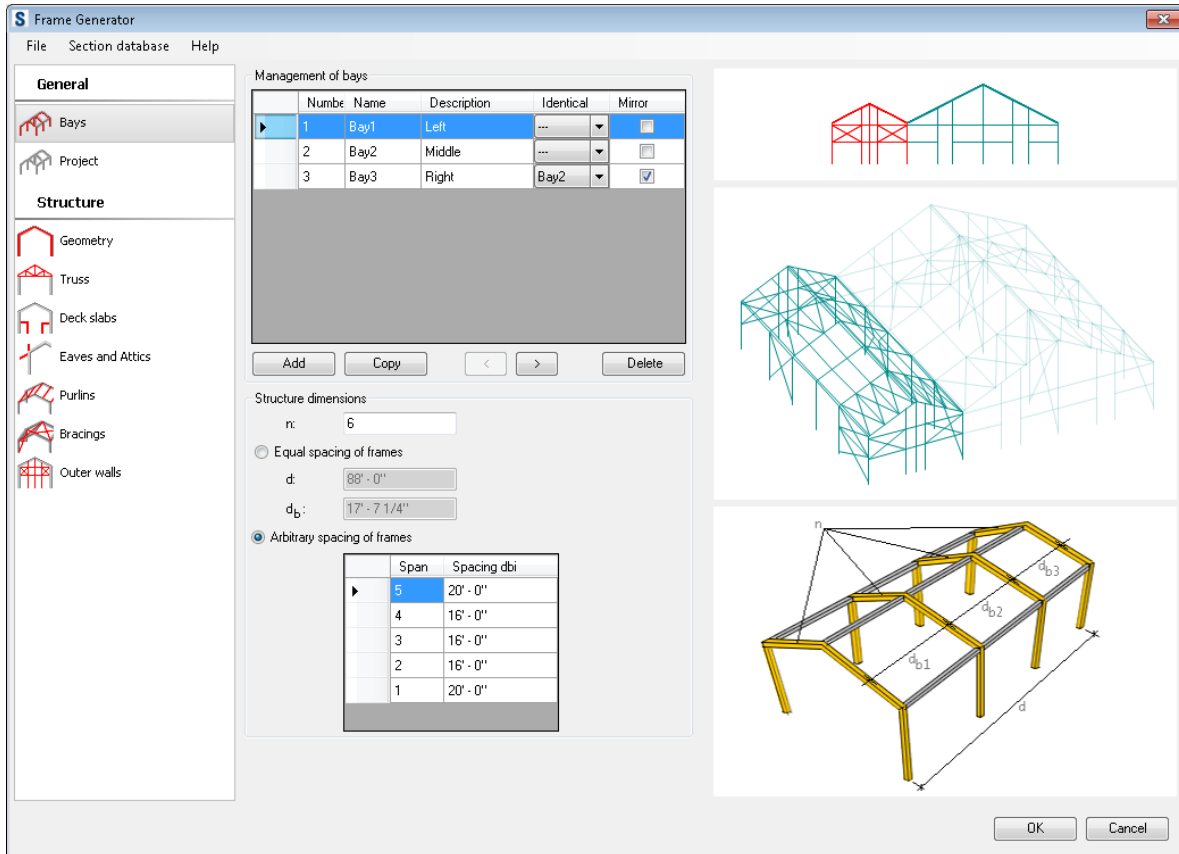 S Frame Generator
File Section database Help
General
Bays
Project
Structure
Geometry
Truss
Deck slabs
Eaves and Attics
Purlins
Bracings
Outer walls
Management of bays
Numbe Name Description Identical Mirror
1 Bay1 Left ---
2 Bay2 Middle ---
3 Bay3 Right Bay2
Add Copy < > Delete
Structure dimensions
n: 6
Equal spacing of frames
d: 88' - 0"
db: 17' - 7 1/4"
Arbitrary spacing of frames
Span Spacing dbi
5 20' - 0"
4 16' - 0"
3 16' - 0"
2 16' - 0"
1 20' - 0"
n
db3
db2
db1
d
OK Cancel